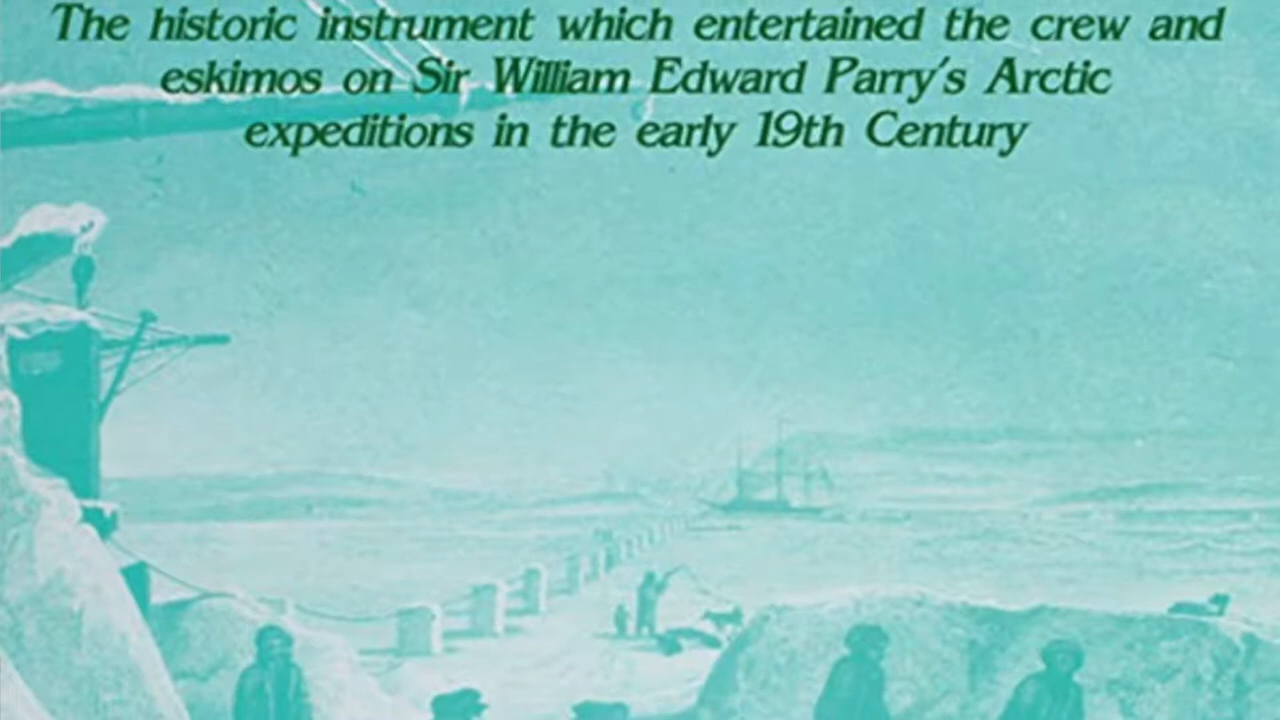 The historic instrument which entertained the crew and
eskimos on Sir William Edward Parry's Arctic
expeditions in the early 19th Century